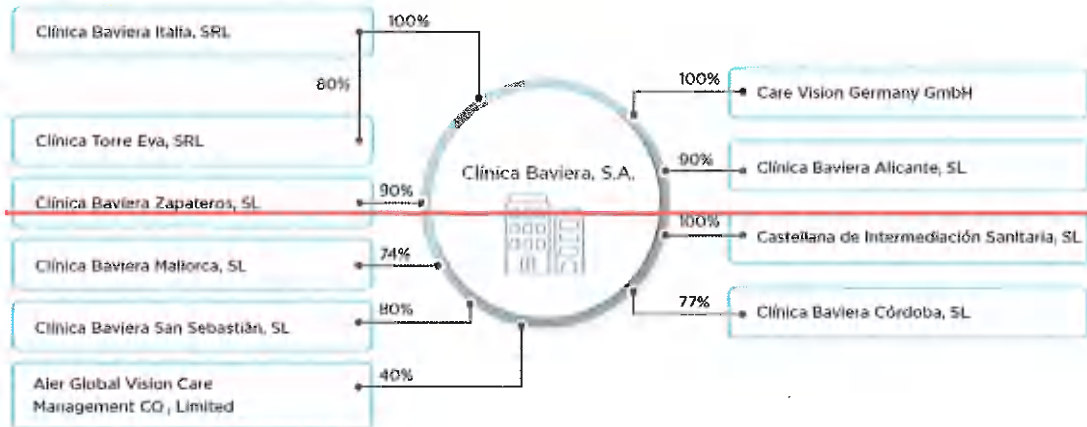 Clínica Baviera Italia, SRL
100%
80%
Clínica Torre Eva, SRL
Clínica Baviera Zapateros, SL
90%
Clínica Baviera Mallorca, SL
74%
Clínica Baviera San Sebastián, SL
80%
Aier Global Vision Care
Management CO, Limited
40%
Clínica Baviera, S.A.
100%
Care Vision Germany GmbH
90%
Clínica Baviera Alicante, SL
100%
Castellana de Intermediación Sanitaria, SL
77%
Clínica Baviera Córdoba, SL